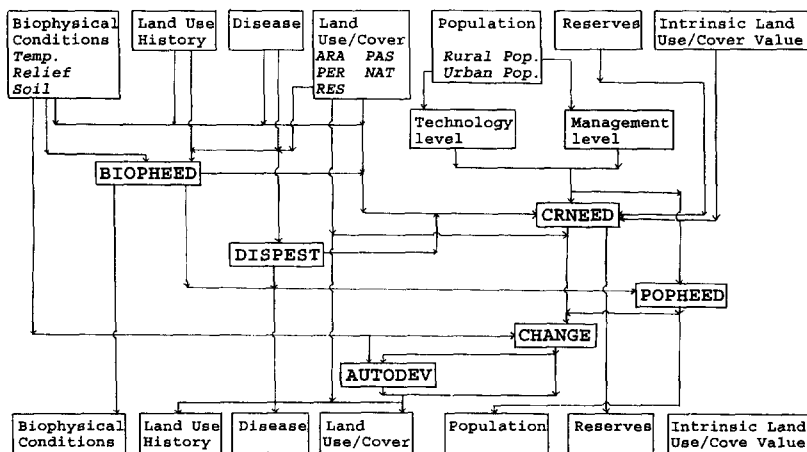 Biophysical
Conditions
Temp.
Relief
Soil
Land Use
History
Disease
Land
Use/Cover
ARA PAS
PER NAT
RES
Population
Rural Pop.
Urban Pop.
Reserves
Intrinsic Land
Use/Cover Value
Technology
level
Management
level
BIOPHEED
CRNEED
DISPEST
POPHEED
CHANGE
AUTODEV
Biophysical
Conditions
Land Use
History
Disease
Land
Use/Cover
Population
Reserves
Intrinsic Land
Use/Cove Value